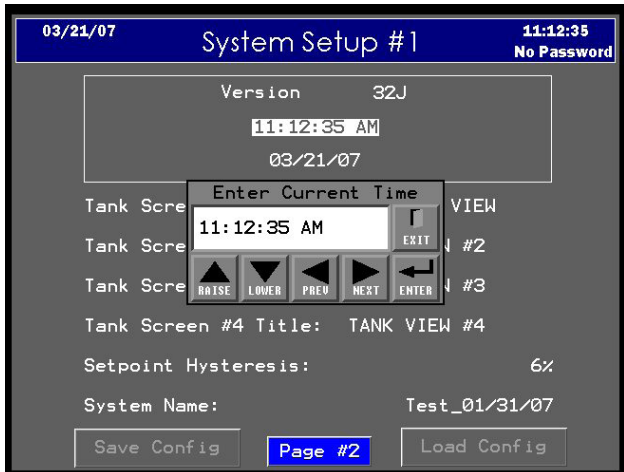 03/21/07 System Setup #1 11:12:35
No Password
Version 32J
11:12:35 AM
03/21/07
Enter Current Time
Tank Scre VIEW
11:12:35 AM EXIT
Tank Scre #2
Tank Scre #3
RAISE LOWER PREV NEXT ENTER
Tank Screen #4 Title: TANK VIEW #4
Setpoint Hysteresis: 6%
System Name: Test_01/31/07
Save Config Page #2 Load Config